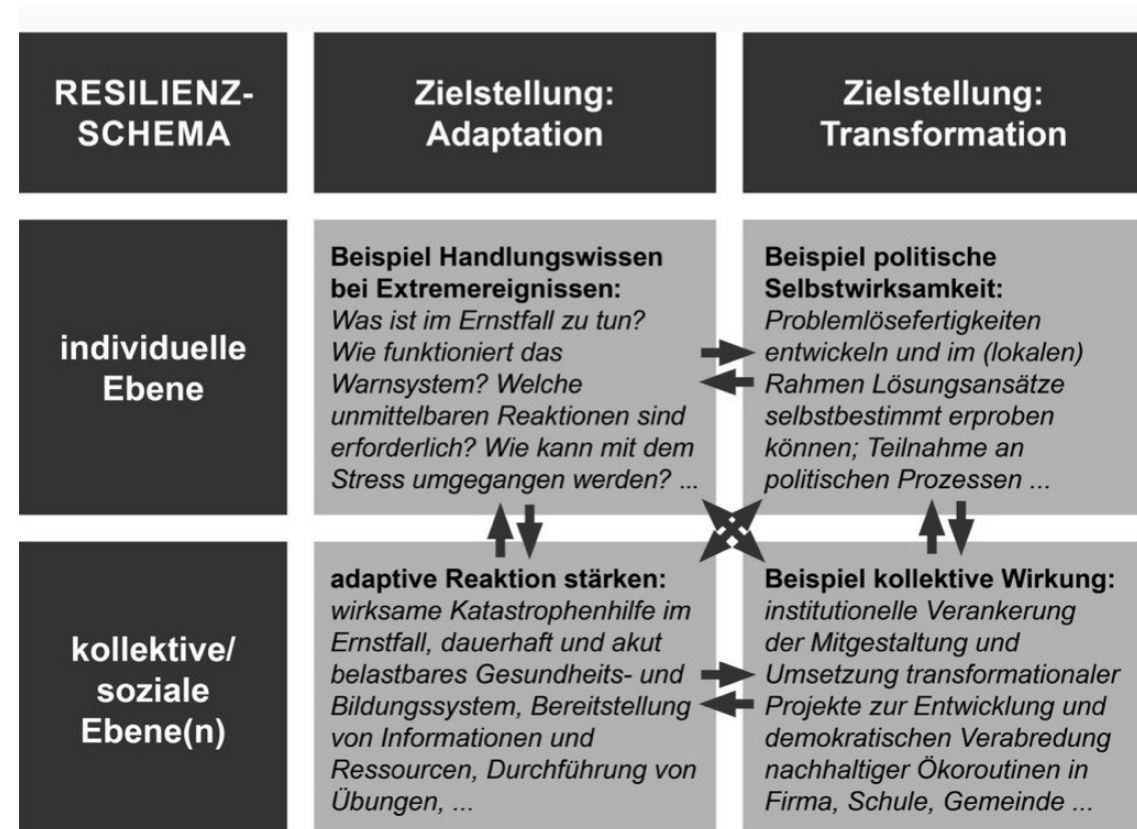 RESILIENZ-
SCHEMA
Zielstellung:
Adaptation
Zielstellung:
Transformation
individuelle
Ebene
Beispiel Handlungswissen
bei Extremereignissen:
Was ist im Ernstfall zu tun?
Wie funktioniert das
Warnsystem? Welche
unmittelbaren Reaktionen sind
erforderlich? Wie kann mit dem
Stress umgegangen werden? ...
Beispiel politische
Selbstwirksamkeit:
Problemlösefertigkeiten
entwickeln und im (lokalen)
Rahmen Lösungsansätze
selbstbestimmt erproben
können; Teilnahme an
politischen Prozessen ...
kollektive/
soziale
Ebene(n)
adaptive Reaktion stärken:
wirksame Katastrophenhilfe im
Ernstfall, dauerhaft und akut
belastbares Gesundheits- und
Bildungssystem, Bereitstellung
von Informationen und
Ressourcen, Durchführung von
Übungen, ...
Beispiel kollektive Wirkung:
institutionelle Verankerung
der Mitgestaltung und
Umsetzung transformationaler
Projekte zur Entwicklung und
demokratischen Verabredung
nachhaltiger Ökoroutinen in
Firma, Schule, Gemeinde ...